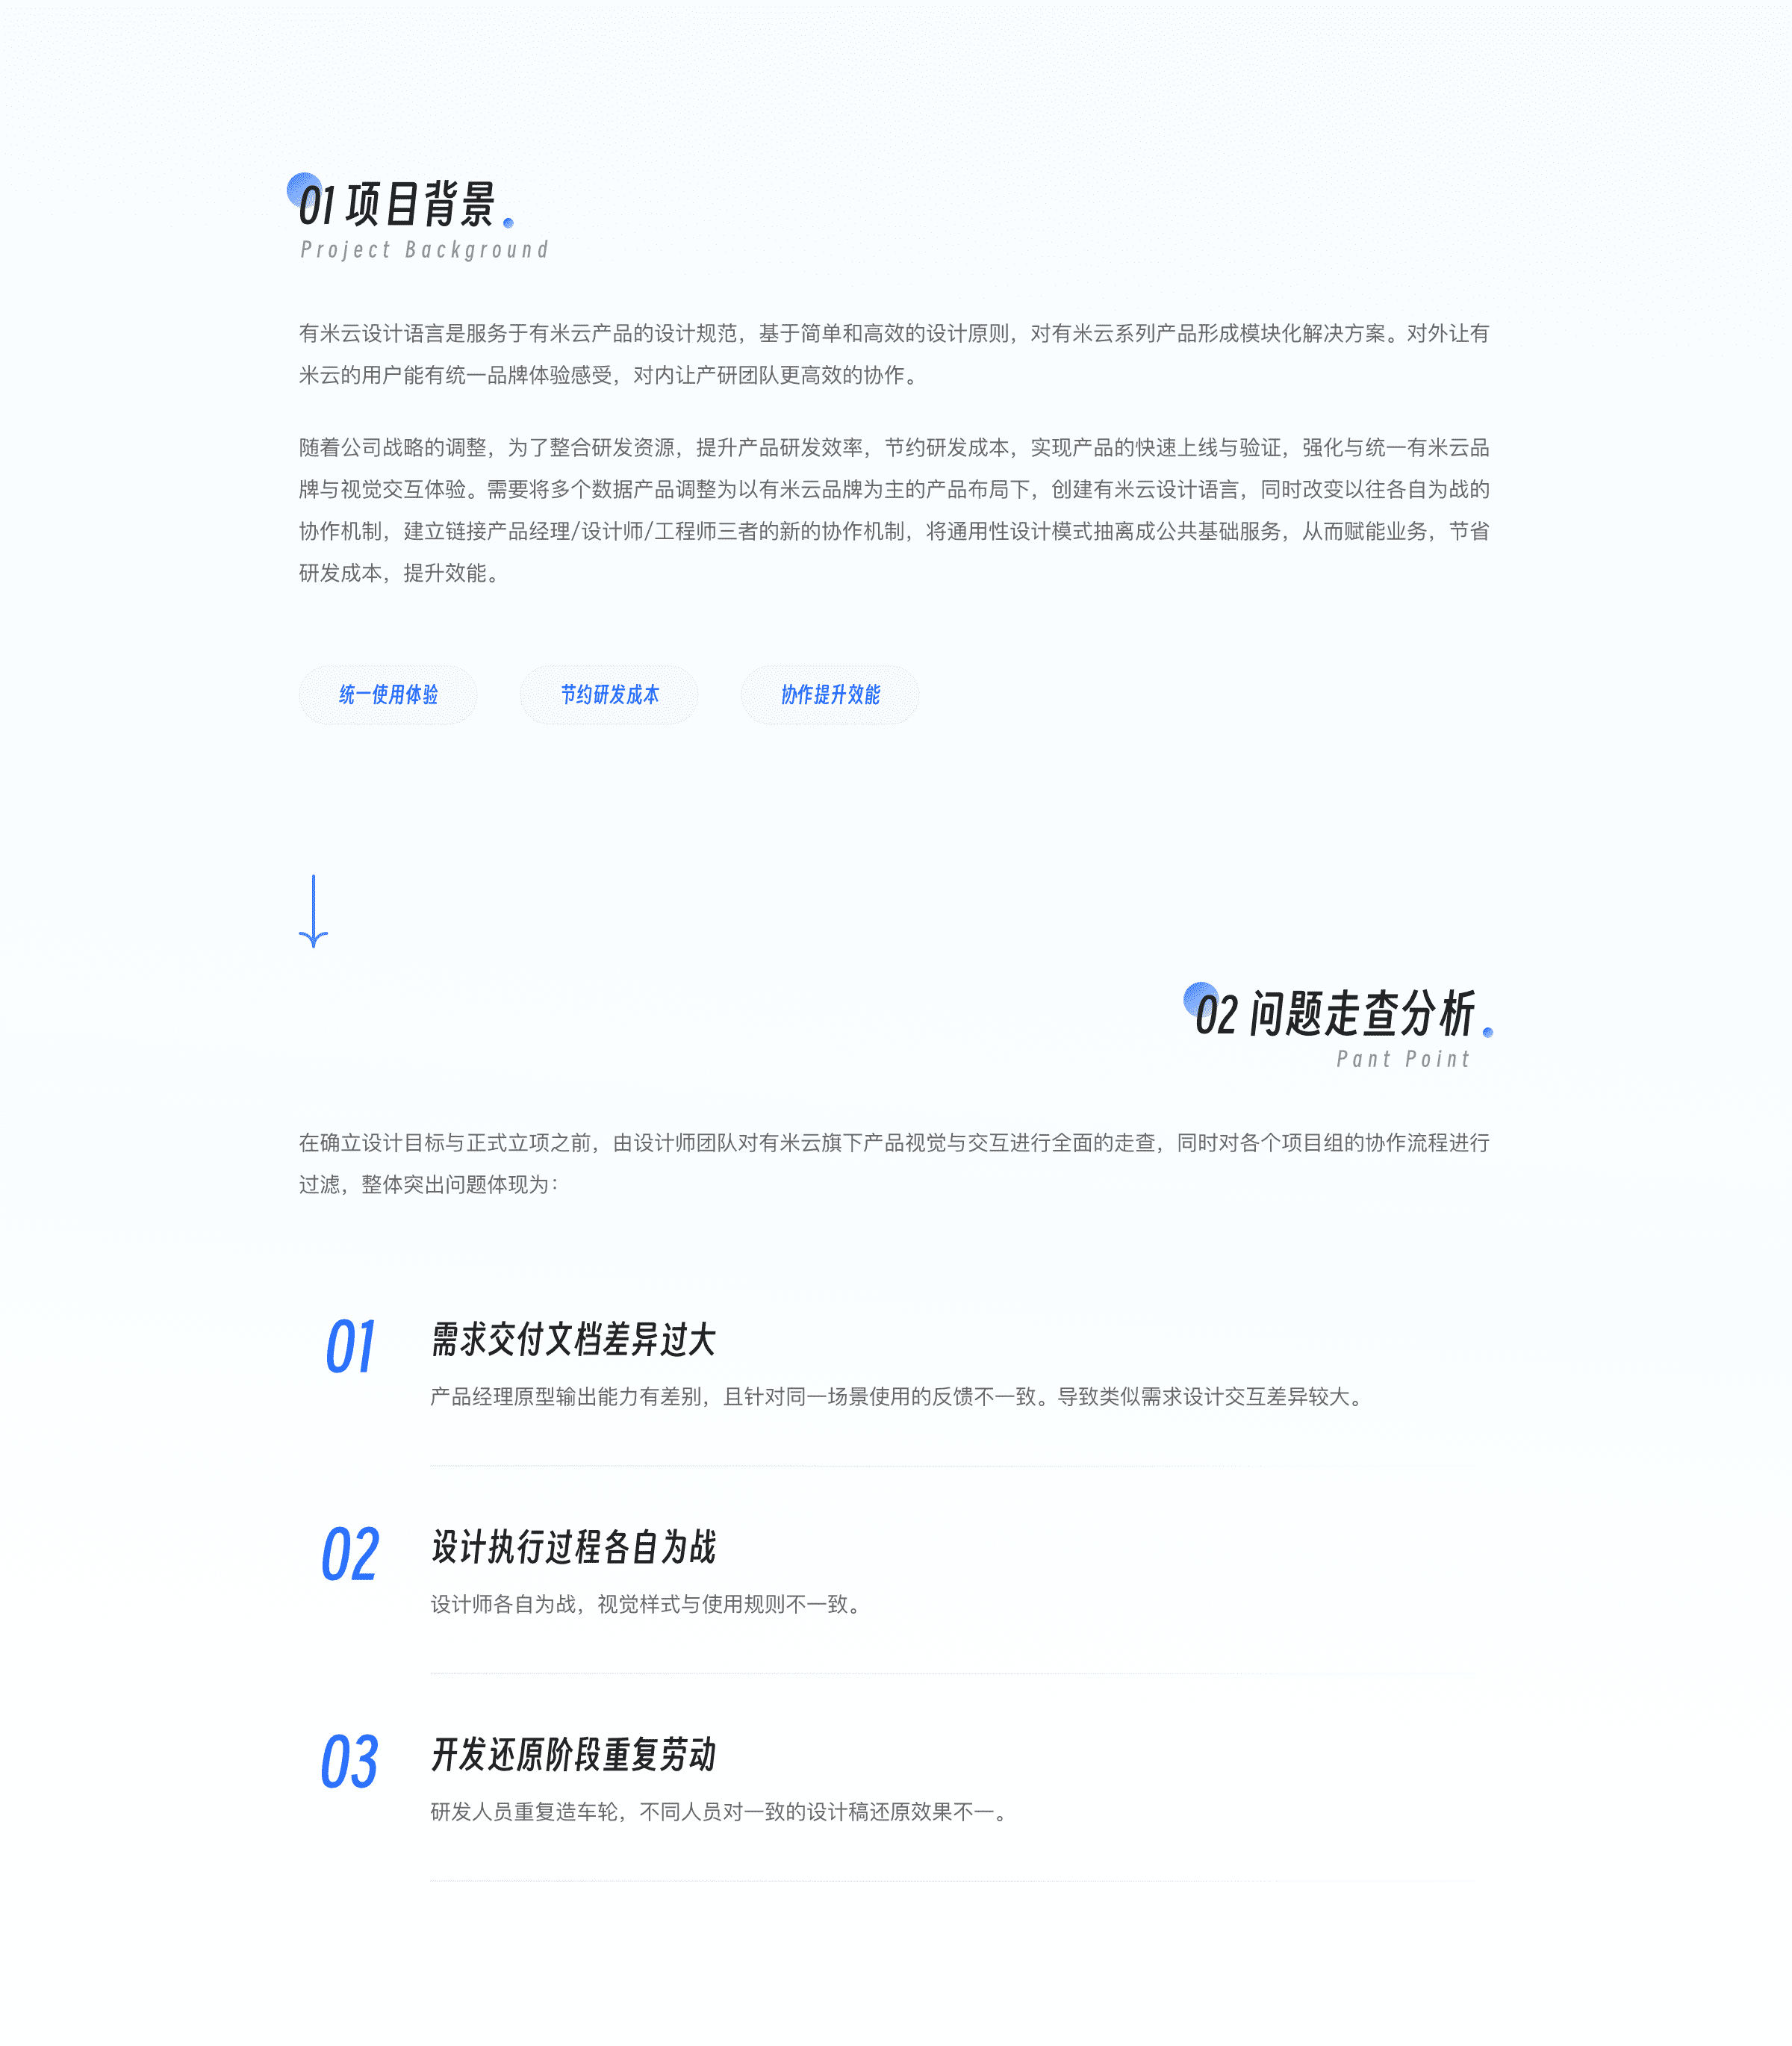 01 项目背景.
Project Background
有米云设计语言是服务于有米云产品的设计规范，基于简单和高效的设计原则，对有米云系列产品形成模块化解决方案。对外让有
米云的用户能有统一品牌体验感受，对内让产研团队更高效的协作。
随着公司战略的调整，为了整合研发资源，提升产品研发效率，节约研发成本，实现产品的快速上线与验证，强化与统一有米云品
牌与视觉交互体验。需要将多个数据产品调整为以有米云品牌为主的产品布局下，创建有米云设计语言，同时改变以往各自为战的
协作机制，建立链接产品经理/设计师/工程师三者的新的协作机制，将通用性设计模式抽离成公共基础服务，从而赋能业务，节省
研发成本，提升效能。
统一使用体验 节约研发成本 协作提升效能
02 问题走查分析.
Pant Point
在确立设计目标与正式立项之前，由设计师团队对有米云旗下产品视觉与交互进行全面的走查，同时对各个项目组的协作流程进行
过滤，整体突出问题体现为：
01 需求交付文档差异过大
产品经理原型输出能力有差别，且针对同一场景使用的反馈不一致。导致类似需求设计交互差异较大。
02 设计执行过程各自为战
设计师各自为战，视觉样式与使用规则不一致。
03 开发还原阶段重复劳动
研发人员重复造车轮，不同人员对一致的设计稿还原效果不一。